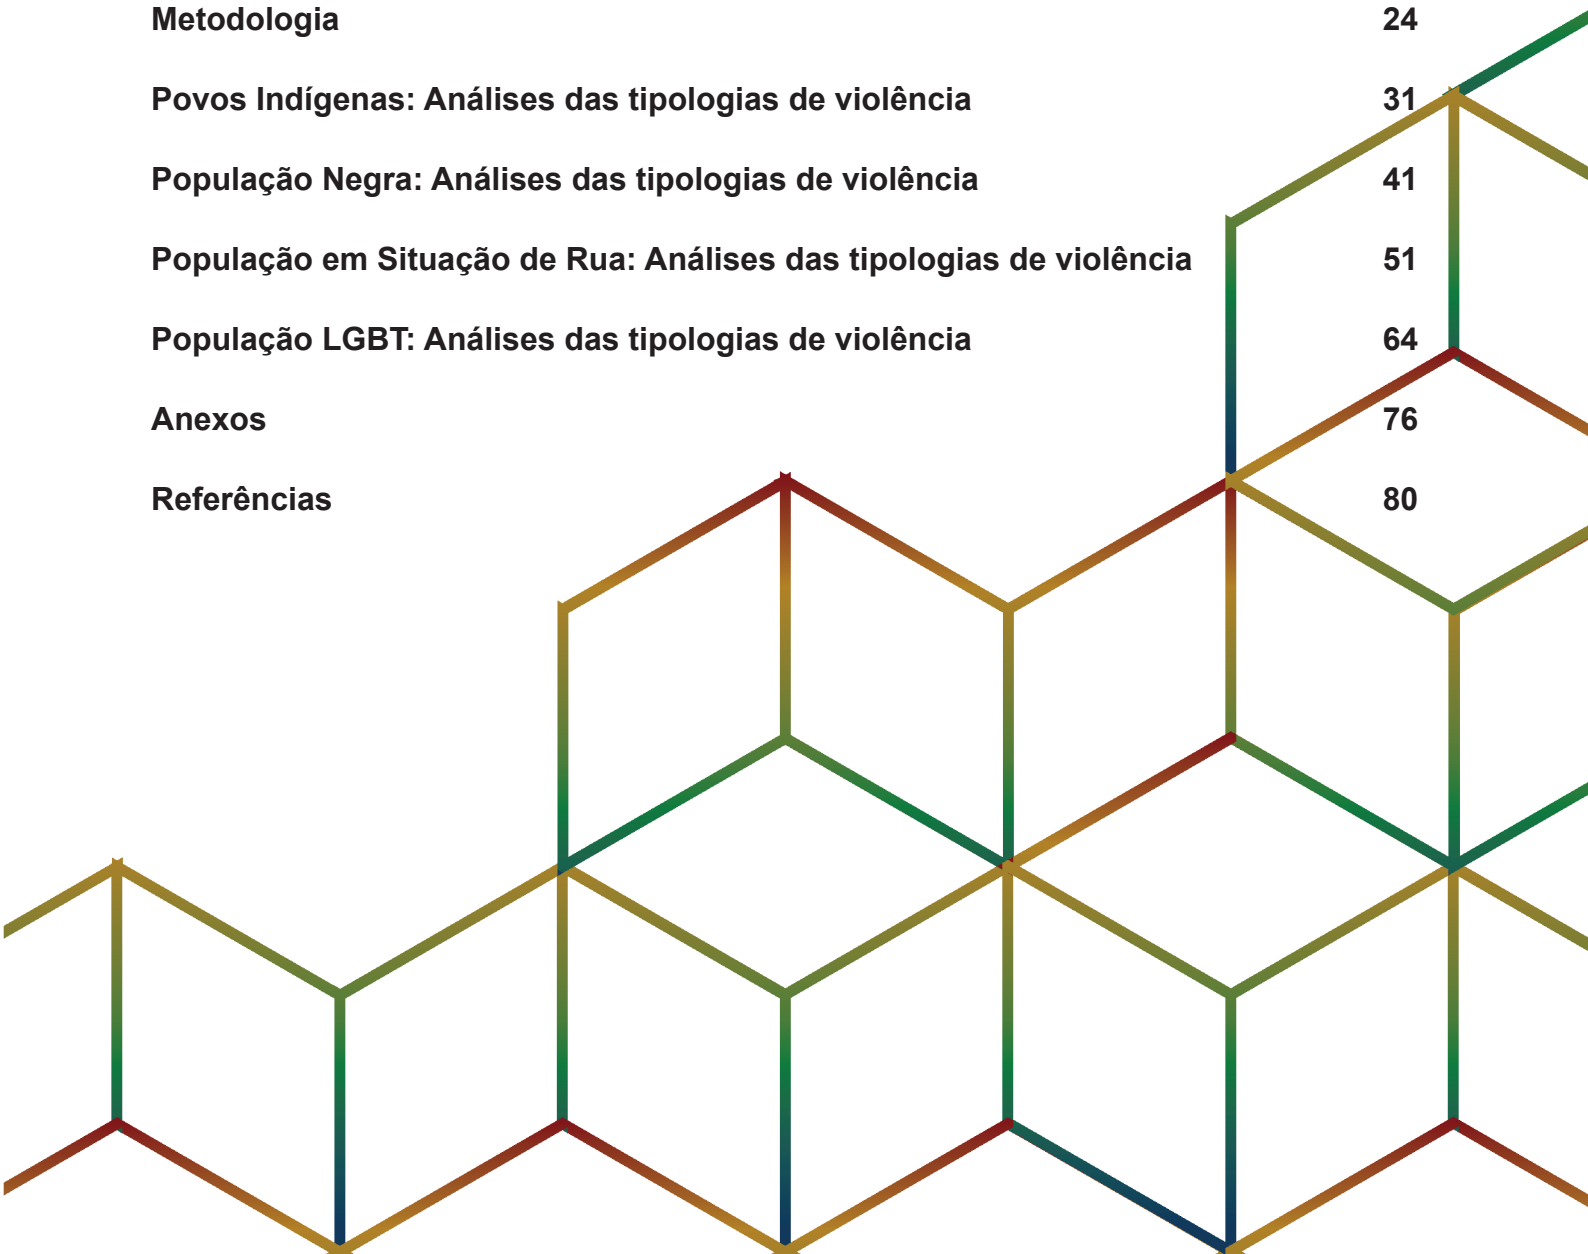 Metodologia 24
Povos Indígenas: Análises das tipologias de violência 31
População Negra: Análises das tipologias de violência 41
População em Situação de Rua: Análises das tipologias de violência 51
População LGBT: Análises das tipologias de violência 64
Anexos 76
Referências 80